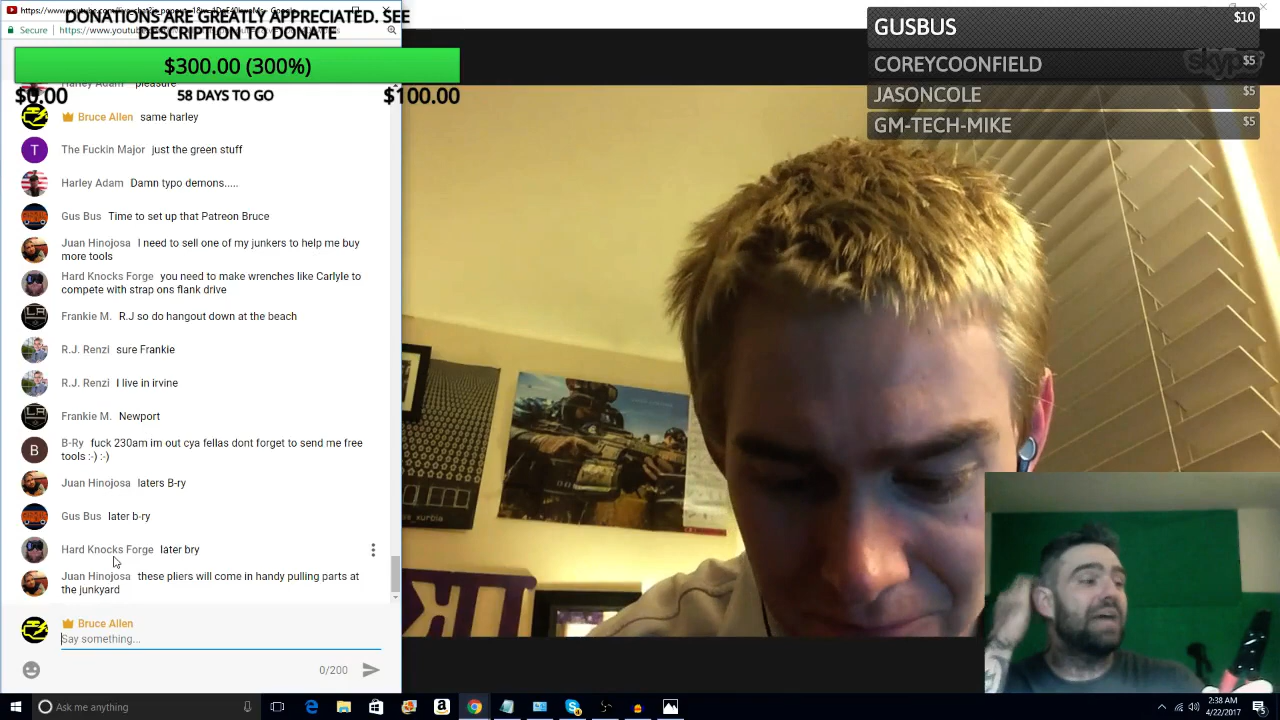 DONATIONS ARE GREATLY APPRECIATED. SEE
DESCRIPTION TO DONATE
Secure
$300.00 (300%)
$0.00
58 DAYS TO GO
$100.00
GUSBUS $10
COREYCOONFIELD $5
JASONCOLE $5
GM-TECH-MIKE $5
skype
Harley Adam pleasure
Bruce Allen same harley
T The Fuckin Major just the green stuff
Harley Adam Damn typo demons.....
Gus Bus Time to set up that Patreon Bruce
Juan Hinojosa I need to sell one of my junkers to help me buy
more tools
Hard Knocks Forge you need to make wrenches like Carlyle to
compete with strap ons flank drive
Frankie M. R.J so do hangout down at the beach
R.J. Renzi sure Frankie
R.J. Renzi I live in irvine
Frankie M. Newport
B B-Ry fuck 230am im out cya fellas dont forget to send me free
tools :-) :-)
Juan Hinojosa laters B-ry
Gus Bus later b-ry
Hard Knocks Forge later bry
Juan Hinojosa these pliers will come in handy pulling parts at
the junkyard
Bruce Allen
Say something...
0/200
Ask me anything
2:38 AM
4/22/2017